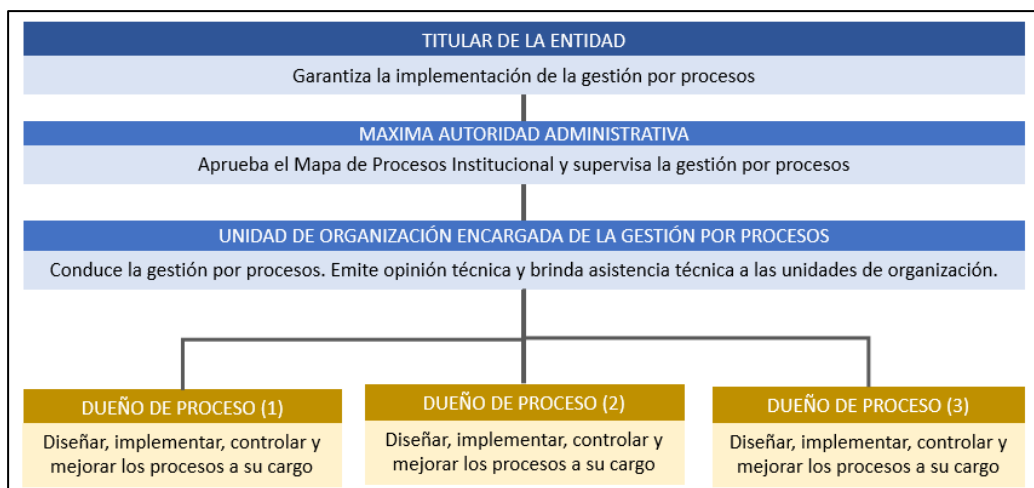 TITULAR DE LA ENTIDAD
Garantiza la implementación de la gestión por procesos
MAXIMA AUTORIDAD ADMINISTRATIVA
Aprueba el Mapa de Procesos Institucional y supervisa la gestión por procesos
UNIDAD DE ORGANIZACIÓN ENCARGADA DE LA GESTIÓN POR PROCESOS
Conduce la gestión por procesos. Emite opinión técnica y brinda asistencia técnica a las unidades de organización.
DUEÑO DE PROCESO (1)
Diseñar, implementar, controlar y
mejorar los procesos a su cargo
DUEÑO DE PROCESO (2)
Diseñar, implementar, controlar y
mejorar los procesos a su cargo
DUEÑO DE PROCESO (3)
Diseñar, implementar, controlar y
mejorar los procesos a su cargo